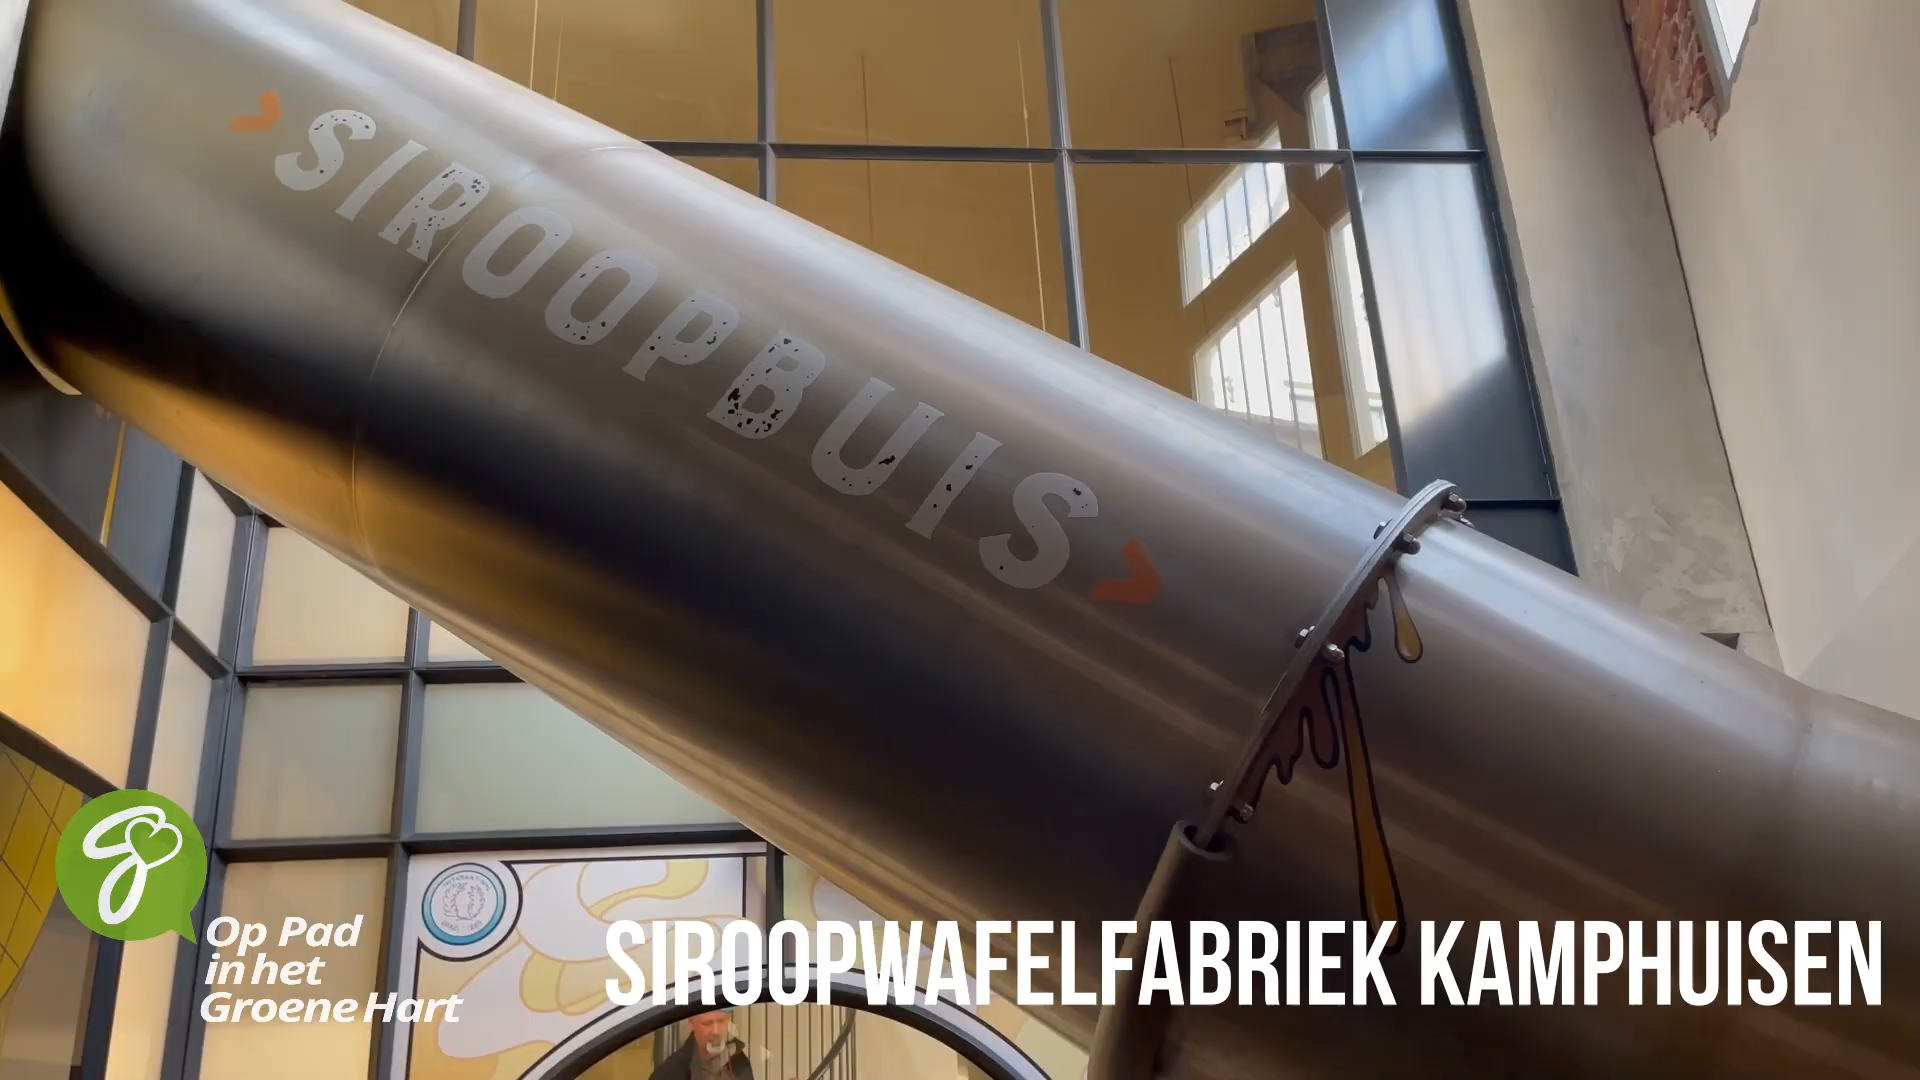 SIROOPBUIS
Op Pad
in het
Groene Hart
SIROOPWAFELFABRIEK KAMPHUISEN